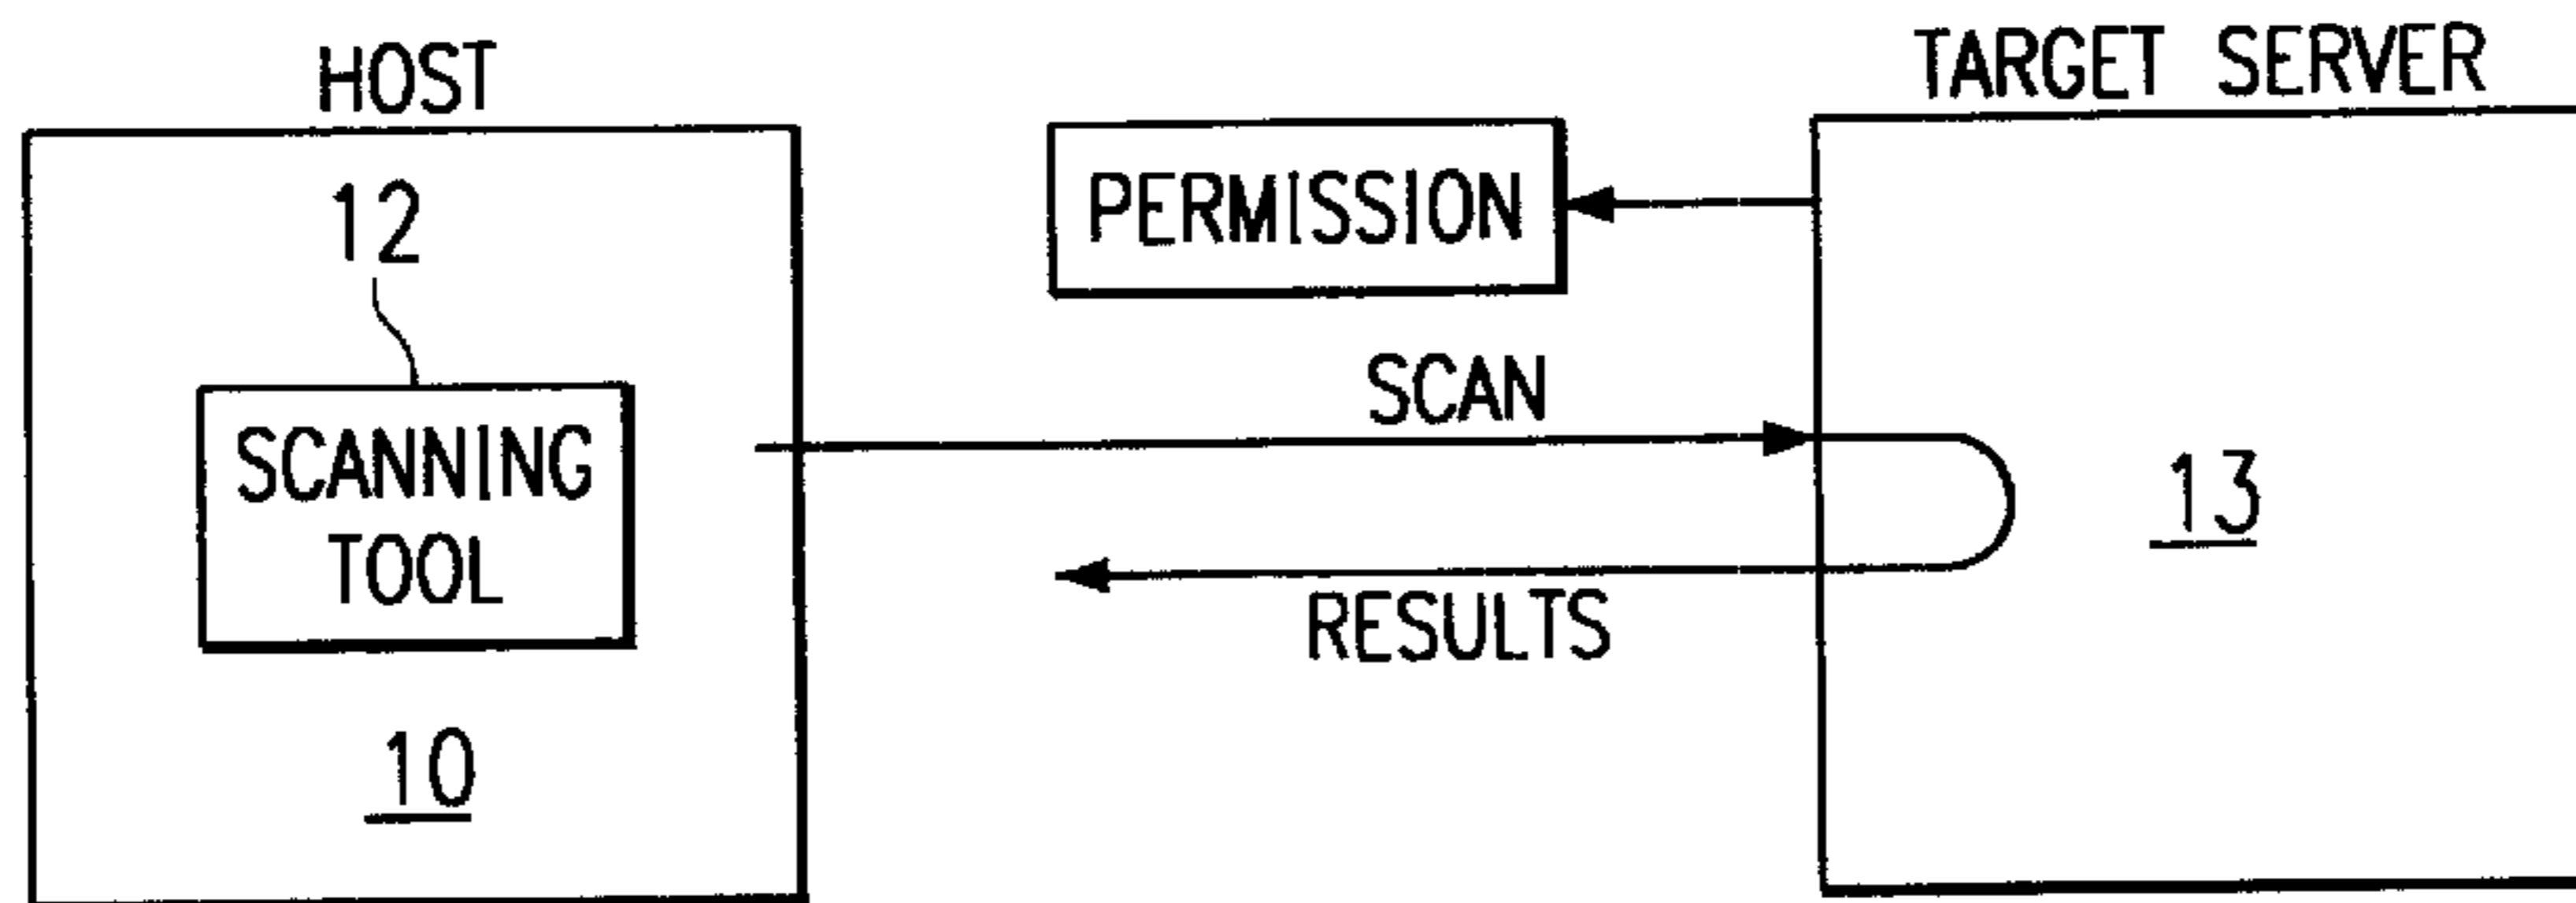 HOST
12
SCANNING
TOOL
10
PERMISSION
SCAN
RESULTS
TARGET SERVER
13